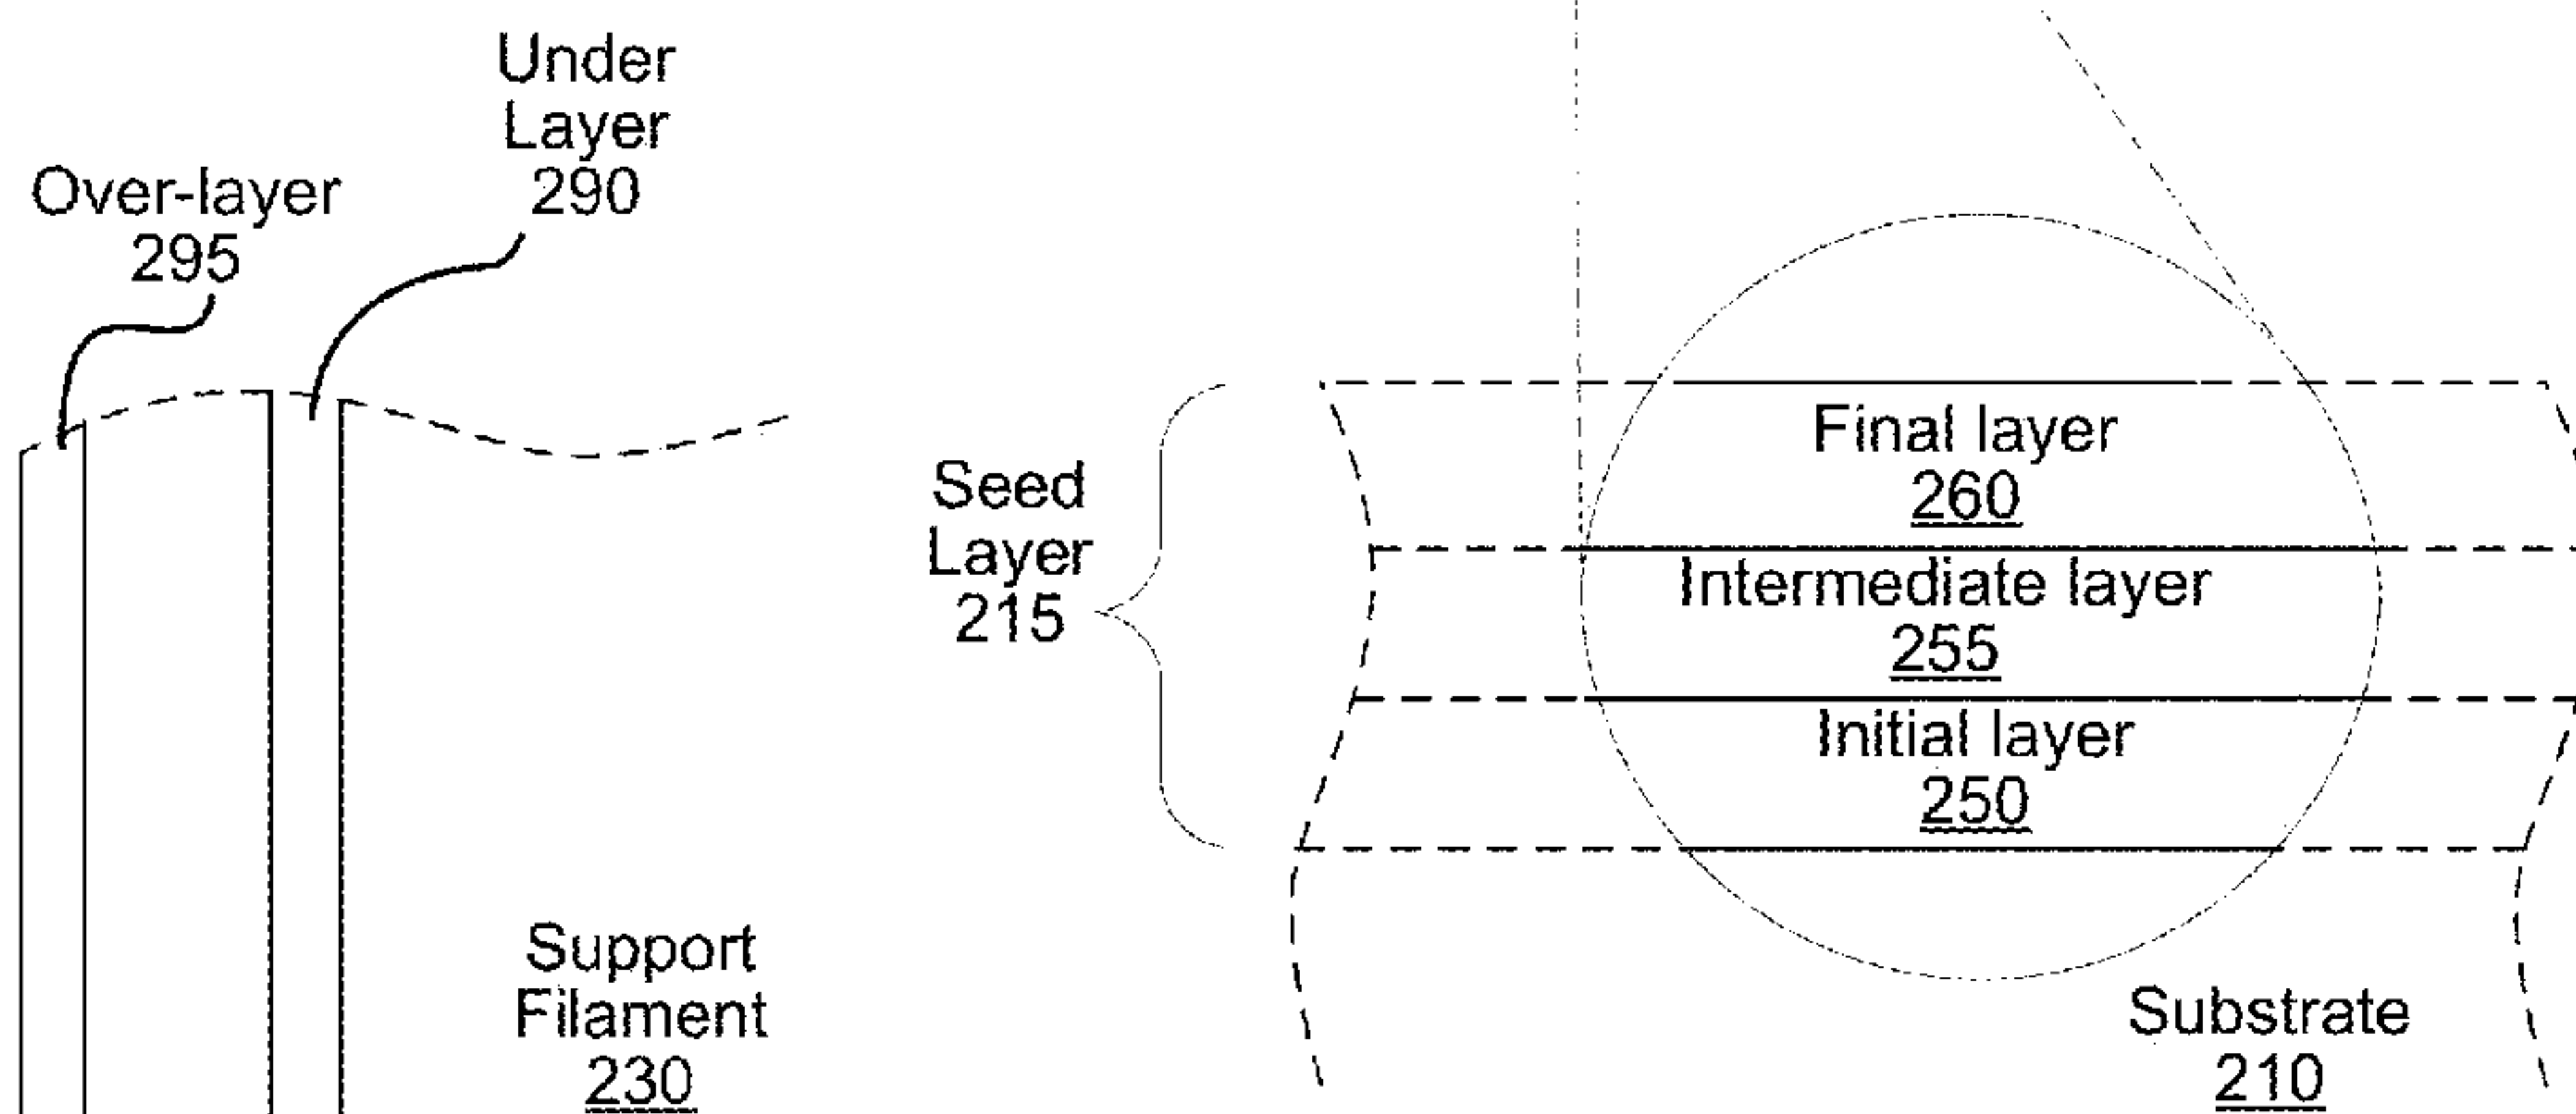 Under
Layer
290
Over-layer
295
Seed
Layer
215
Final layer
260
Intermediate layer
255
Initial layer
250
Support
Filament
230
Substrate
210